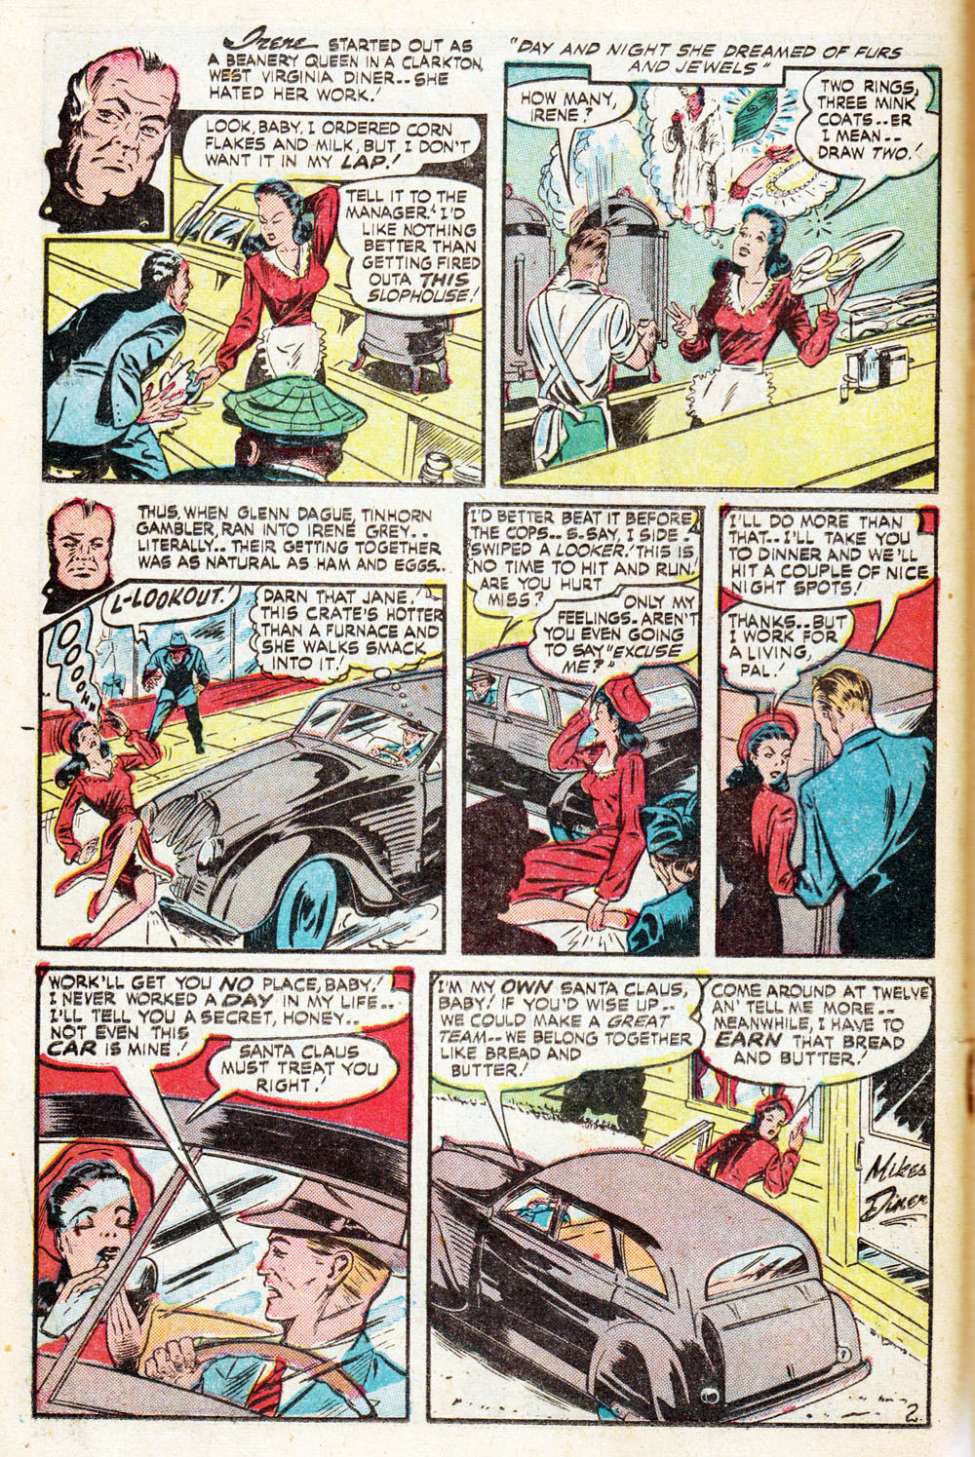 Irene STARTED OUT AS
A BEANERY QUEEN IN A CLARKTON,
WEST VIRGINIA DINER--SHE
HATED HER WORK!
LOOK, BABY, I ORDERED CORN
FLAKES AND MILK, BUT I DON'T
WANT IT IN MY LAP!
TELL IT TO THE
MANAGER! I'D
LIKE NOTHING
BETTER THAN
GETTING FIRED
OUTA THIS
SLOPHOUSE!
"DAY AND NIGHT SHE DREAMED OF FURS
AND JEWELS"
HOW MANY,
IRENE?
TWO RINGS,
THREE MINK
COATS..ER
I MEAN--
DRAW TWO!
THUS, WHEN GLENN DAGUE, TINHORN
GAMBLER, RAN INTO IRENE GREY--
LITERALLY-- THEIR GETTING TOGETHER
WAS AS NATURAL AS HAM AND EGGS..
L-LOOKOUT!
OOOOHH
DARN THAT JANE!
THIS CRATE'S HOTTER
THAN A FURNACE AND
SHE WALKS SMACK
INTO IT!
I'D BETTER BEAT IT BEFORE
THE COPS-- S-SAY, I SIDE-
SWIPED A LOOKER! THIS IS
NO TIME TO HIT AND RUN!
ARE YOU HURT
MISS?
ONLY MY
FEELINGS--AREN'T
YOU EVEN GOING
TO SAY "EXCUSE
ME?"
I'LL DO MORE THAN
THAT--I'LL TAKE YOU
TO DINNER AND WE'LL
HIT A COUPLE OF NICE
NIGHT SPOTS!
THANKS--BUT
I WORK FOR
A LIVING,
PAL!
WORK'LL GET YOU NO PLACE, BABY!
I NEVER WORKED A DAY IN MY LIFE--
I'LL TELL YOU A SECRET, HONEY--
NOT EVEN THIS
CAR IS MINE!
SANTA CLAUS
MUST TREAT YOU
RIGHT!
I'M MY OWN SANTA CLAUS,
BABY! IF YOU'D WISE UP--
WE COULD MAKE A GREAT
TEAM--WE BELONG TOGETHER
LIKE BREAD AND
BUTTER!
COME AROUND AT TWELVE
AN' TELL ME MORE--
MEANWHILE, I HAVE TO
EARN THAT BREAD
AND BUTTER!
MIKES
DINER
2